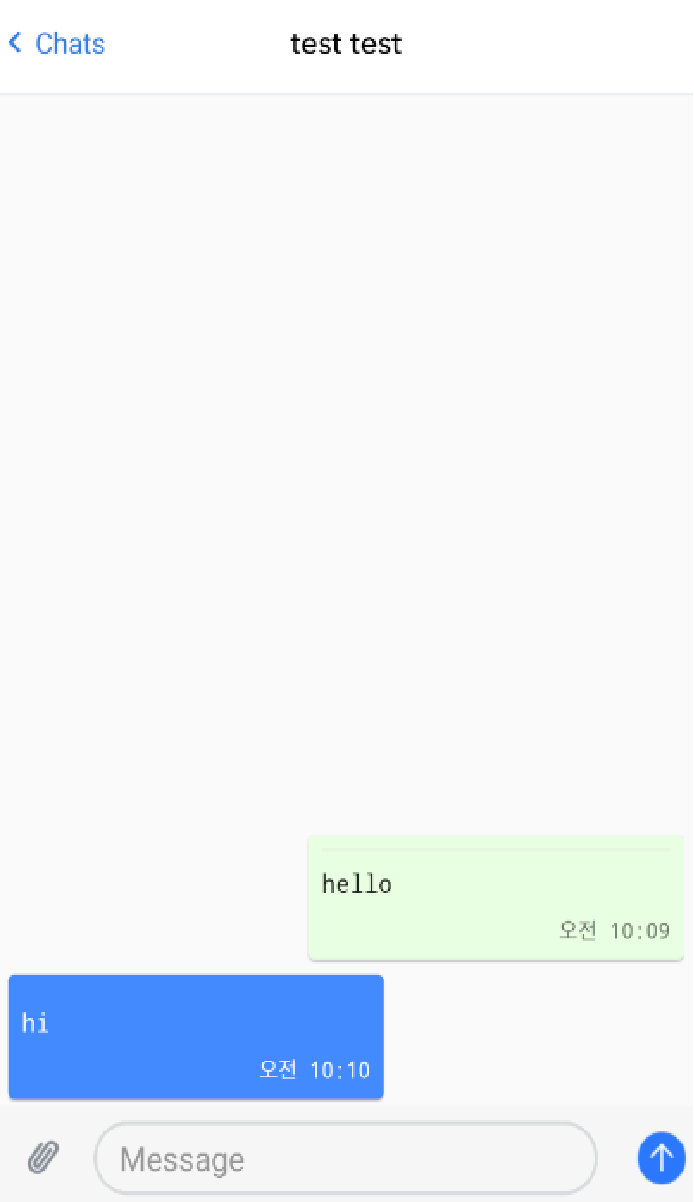 Chats
test test
hello
오전 10:09
hi
오전 10:10
Message